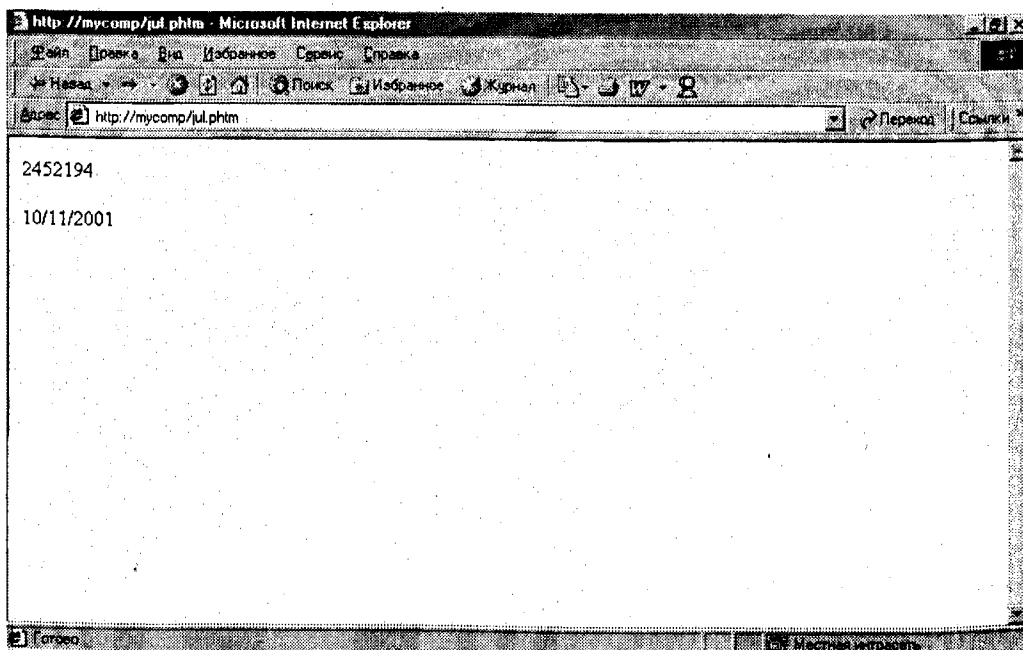 http://mycomp/jul.phtm - Microsoft Internet Explorer
Файл Правка Вид Избранное Сервис Справка
Назад Поиск Избранное Журнал
Адрес http://mycomp/jul.phtm Переход Ссылки
2452194
10/11/2001
Готово Местная интрасеть